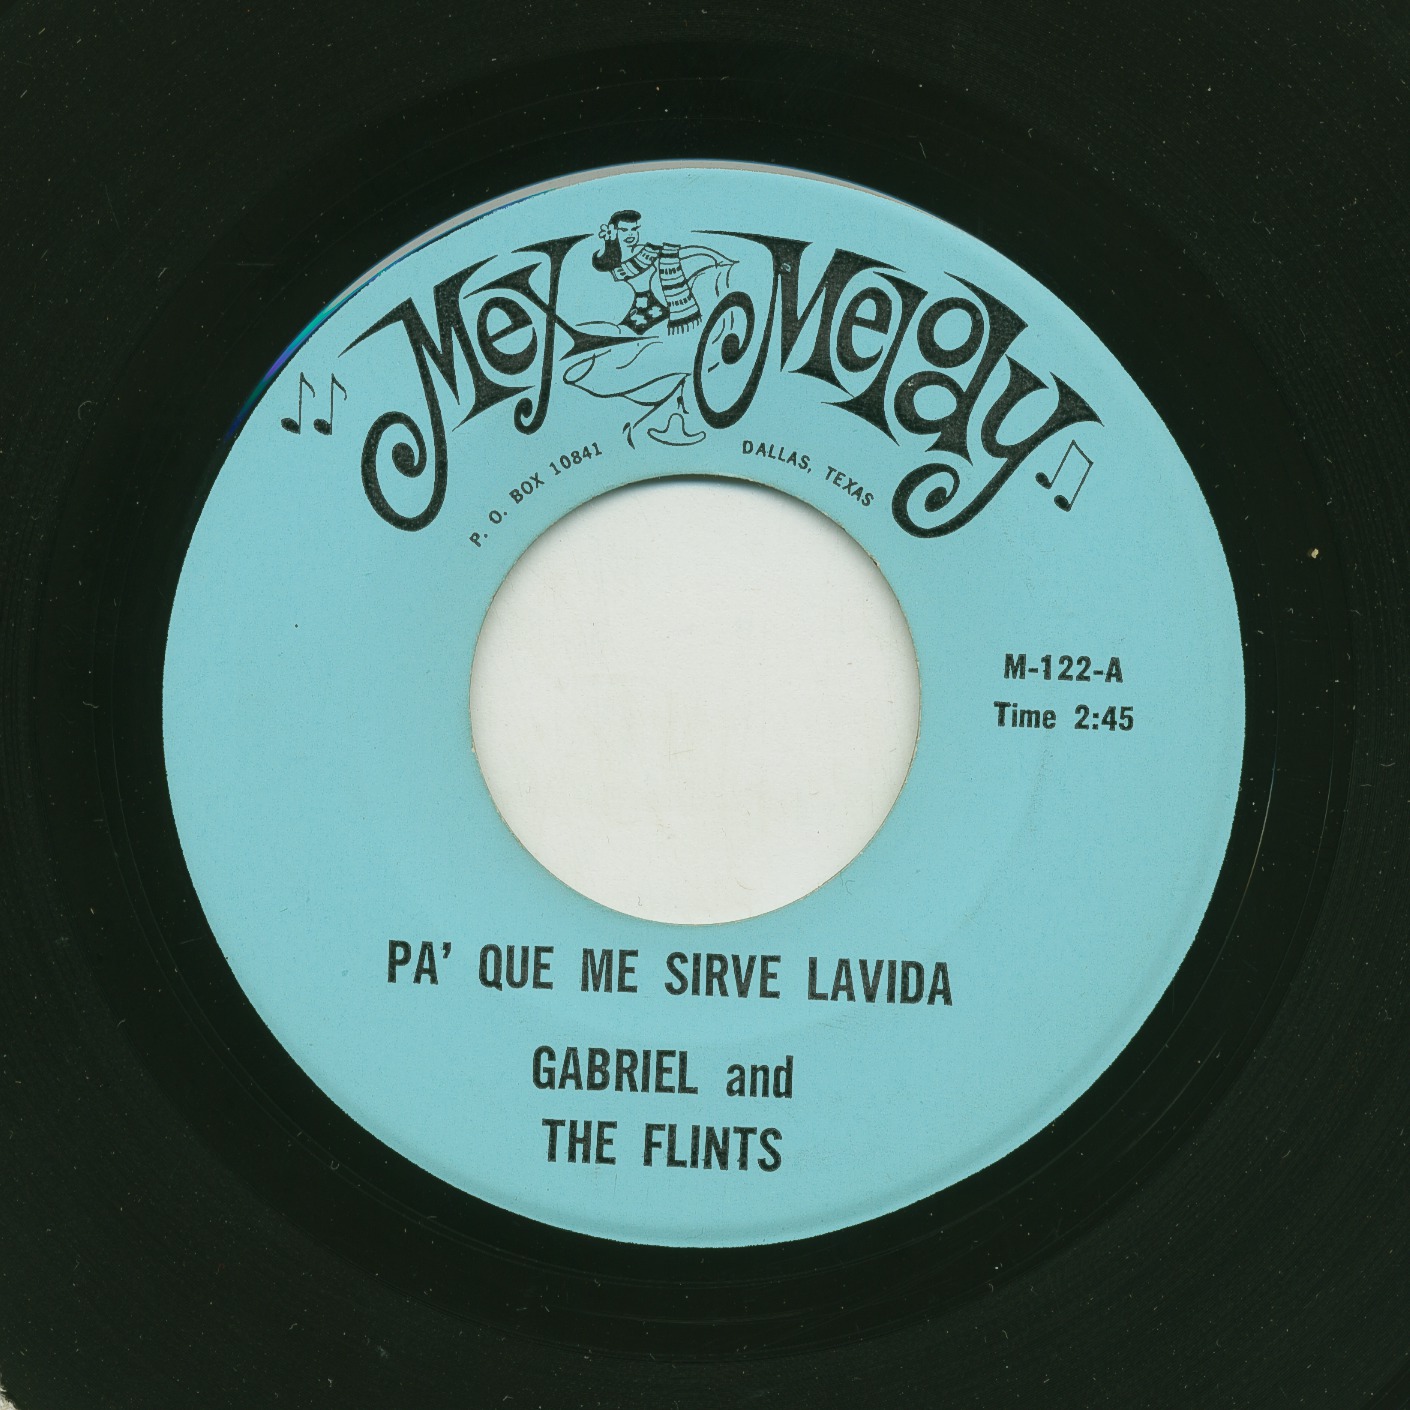 Mex Melody
P. O. BOX 10841 DALLAS, TEXAS
M-122-A
Time 2:45
PA' QUE ME SIRVE LAVIDA
GABRIEL and
THE FLINTS